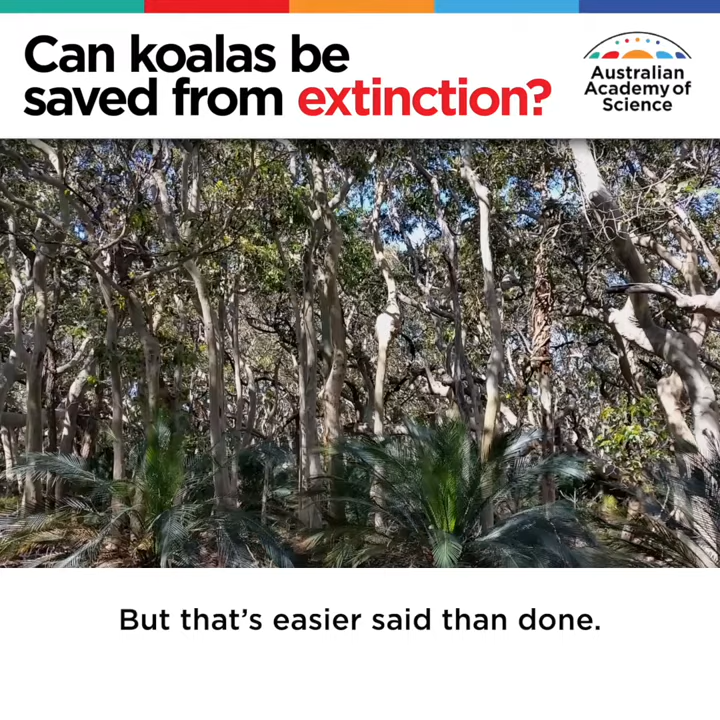 Can koalas be
saved from extinction?
Australian
Academy of
Science
But that's easier said than done.